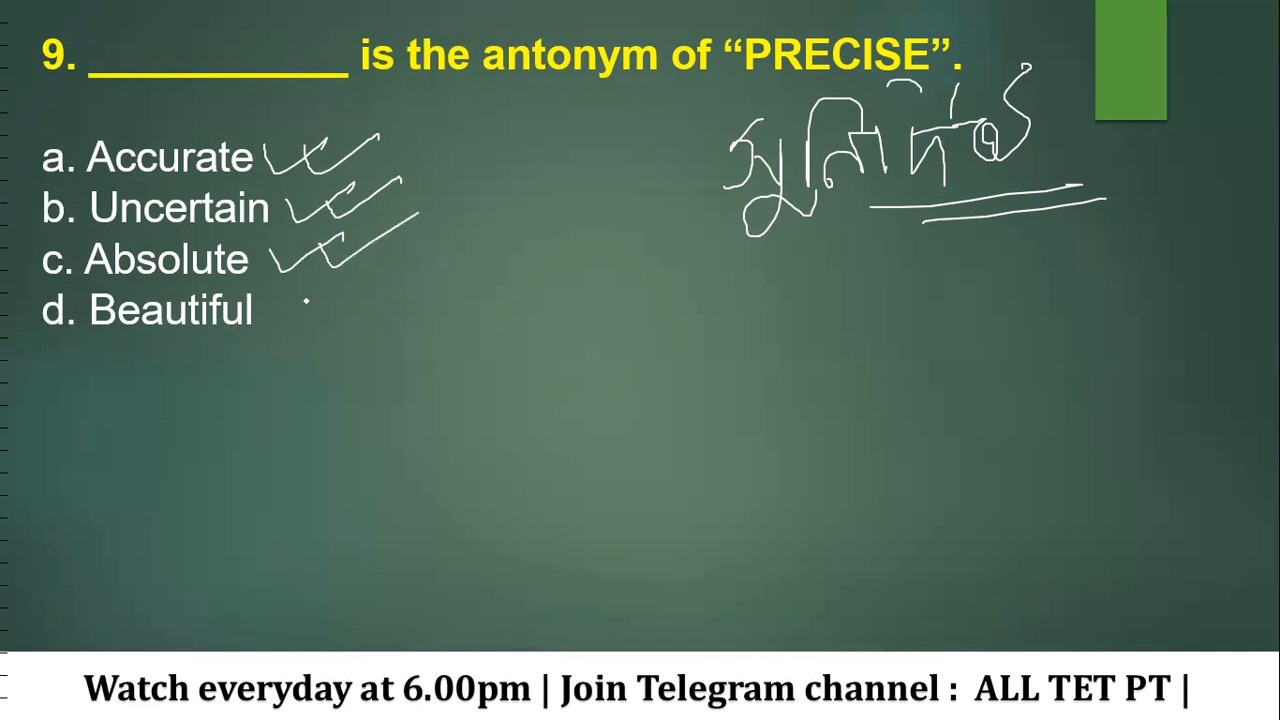 9. ___________ is the antonym of “PRECISE”.
a. Accurate
b. Uncertain
c. Absolute
d. Beautiful
Watch everyday at 6.00pm | Join Telegram channel : ALL TET PT |